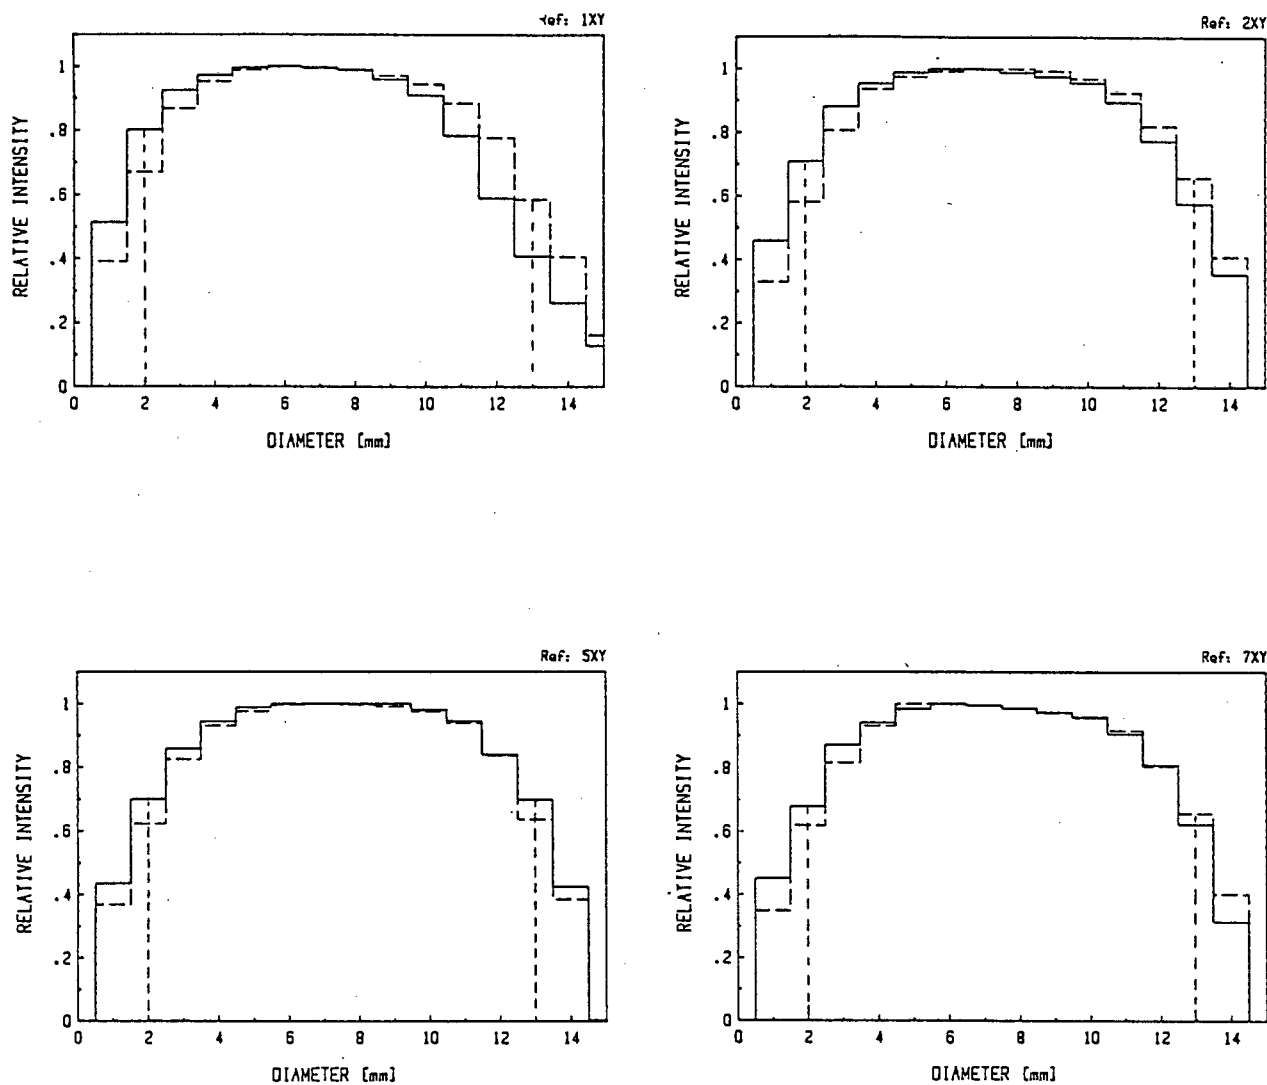 Ref: 1XY
RELATIVE INTENSITY
1
.8
.6
.4
.2
0
0 2 4 6 8 10 12 14
DIAMETER [mm]
Ref: 2XY
RELATIVE INTENSITY
1
.8
.6
.4
.2
0
0 2 4 6 8 10 12 14
DIAMETER [mm]
Ref: 5XY
RELATIVE INTENSITY
1
.8
.6
.4
.2
0
0 2 4 6 8 10 12 14
DIAMETER [mm]
Ref: 7XY
RELATIVE INTENSITY
1
.8
.6
.4
.2
0
0 2 4 6 8 10 12 14
DIAMETER [mm]